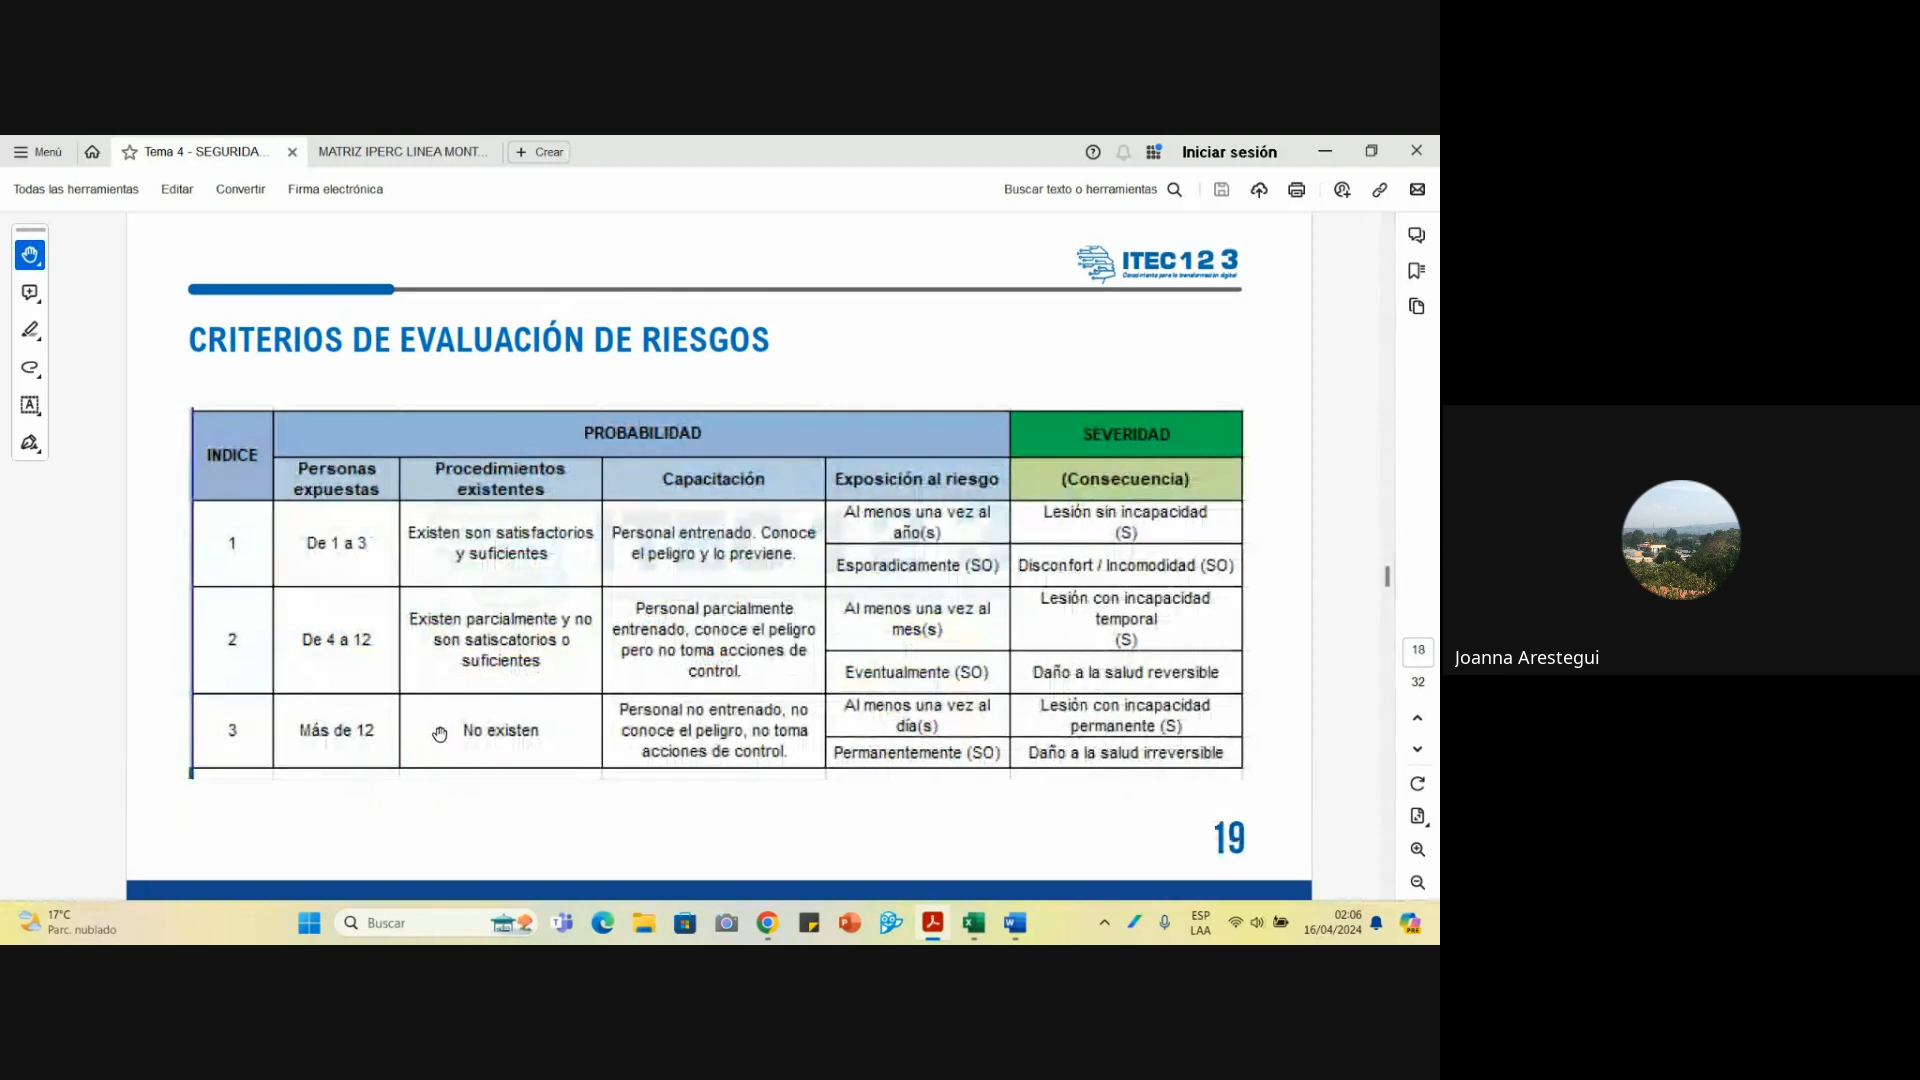 Menú
Tema 4 - SEGURIDA...
MATRIZ IPERC LINEA MONT...
Crear
Iniciar sesión
Todas las herramientas
Editar
Convertir
Firma electrónica
Buscar texto o herramientas
ITEC 1 2 3
Conocimiento para la transformación digital
CRITERIOS DE EVALUACIÓN DE RIESGOS
INDICE
PROBABILIDAD
SEVERIDAD
Personas
expuestas
Procedimientos
existentes
Capacitación
Exposición al riesgo
(Consecuencia)
1
De 1 a 3
Existen son satisfactorios
y suficientes
Personal entrenado. Conoce
el peligro y lo previene.
Al menos una vez al
año(s)
Esporadicamente (SO)
Lesión sin incapacidad
(S)
Disconfort / Incomodidad (SO)
2
De 4 a 12
Existen parcialmente y no
son satiscatorios o
suficientes
Personal parcialmente
entrenado, conoce el peligro
pero no toma acciones de
control.
Al menos una vez al
mes(s)
Eventualmente (SO)
Lesión con incapacidad
temporal
(S)
Daño a la salud reversible
3
Más de 12
No existen
Personal no entrenado, no
conoce el peligro, no toma
acciones de control.
Al menos una vez al
día(s)
Permanentemente (SO)
Lesión con incapacidad
permanente (S)
Daño a la salud irreversible
19
18
32
Joanna Arestegui
17°C
Parc. nublado
Buscar
ESP
LAA
02:06
16/04/2024
PRE